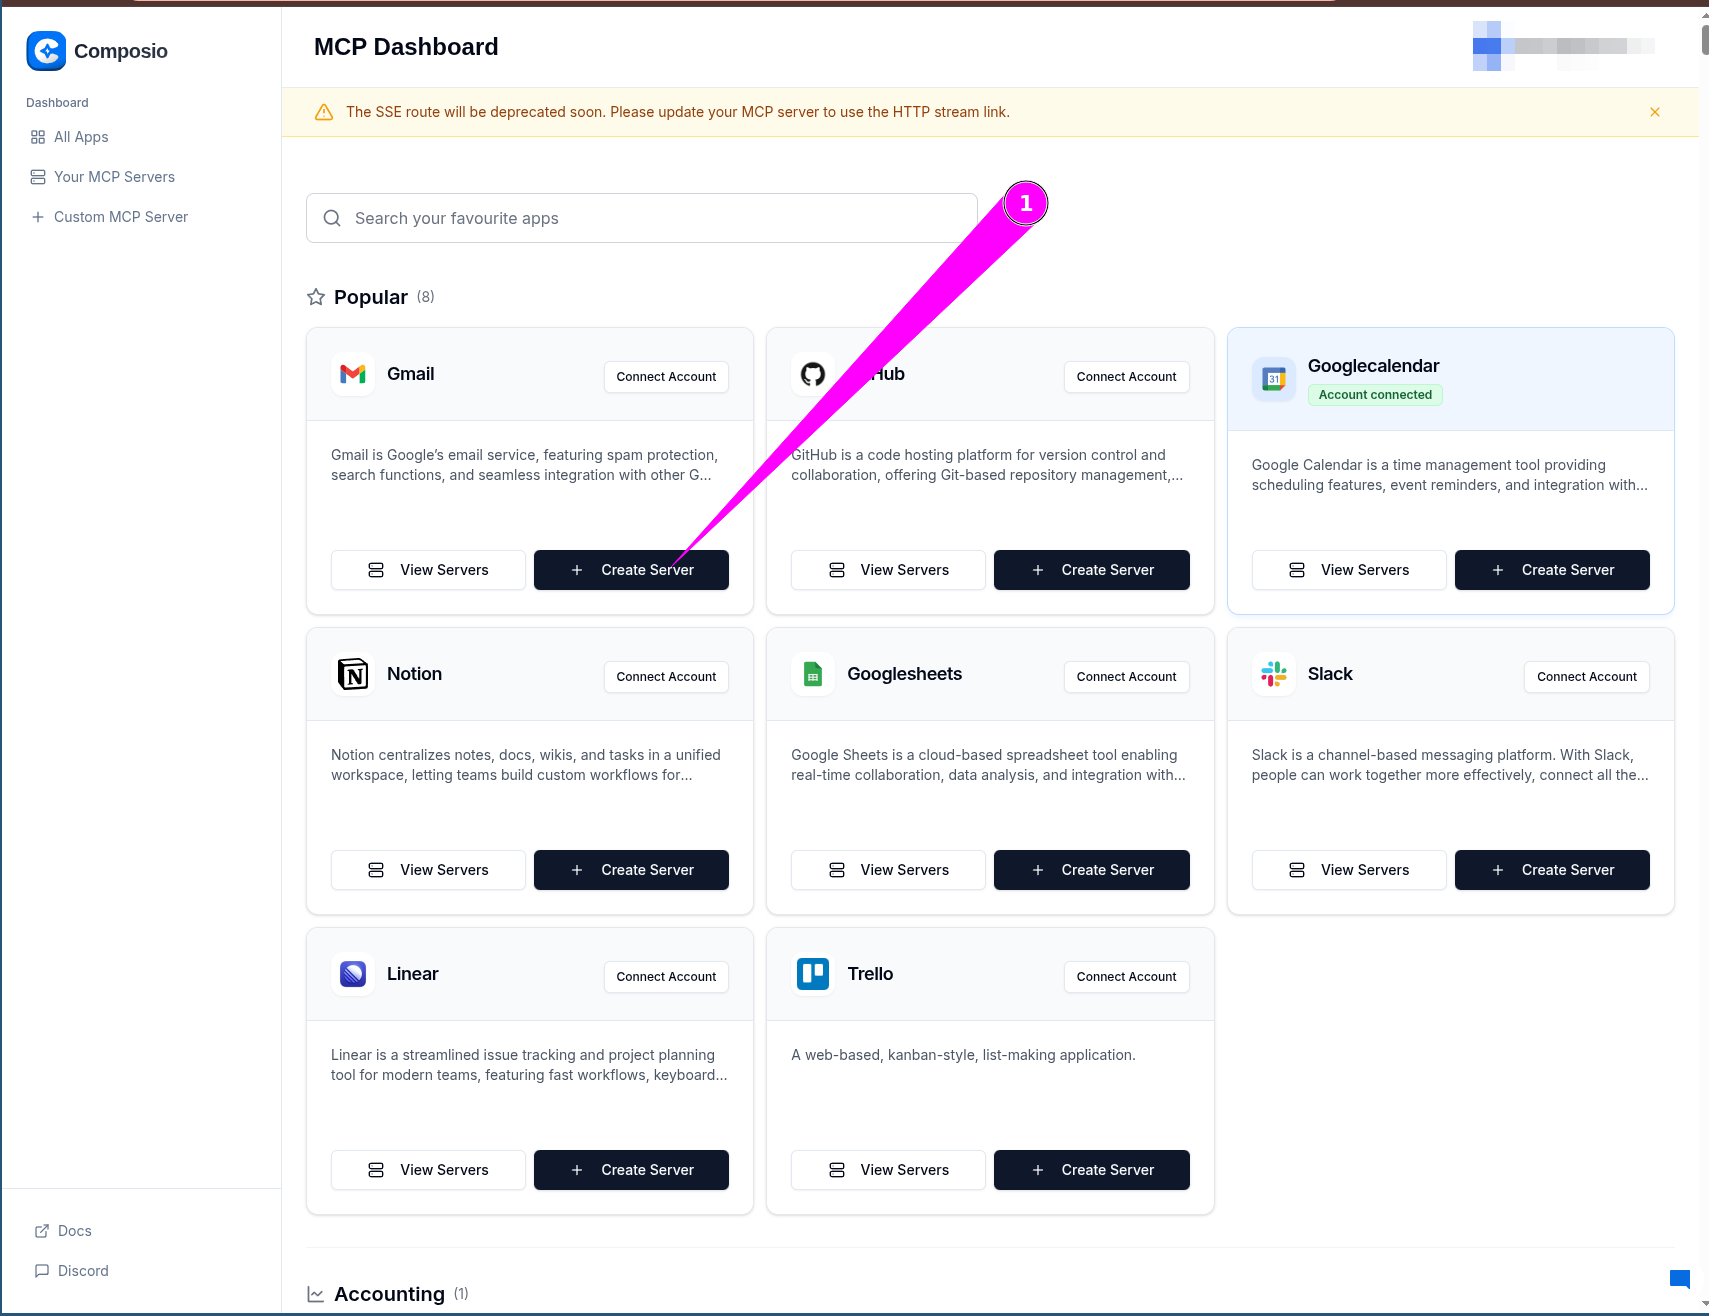 Composio
Dashboard
All Apps
Your MCP Servers
Custom MCP Server
Docs
Discord
MCP Dashboard
The SSE route will be deprecated soon. Please update your MCP server to use the HTTP stream link.
Search your favourite apps
1
Popular (8)
Gmail
Connect Account
Gmail is Google's email service, featuring spam protection,
search functions, and seamless integration with other G...
View Servers
Create Server
Hub
Connect Account
GitHub is a code hosting platform for version control and
collaboration, offering Git-based repository management,...
View Servers
Create Server
31
Googlecalendar
Account connected
Google Calendar is a time management tool providing
scheduling features, event reminders, and integration with...
View Servers
Create Server
Notion
Connect Account
Notion centralizes notes, docs, wikis, and tasks in a unified
workspace, letting teams build custom workflows for...
View Servers
Create Server
Googlesheets
Connect Account
Google Sheets is a cloud-based spreadsheet tool enabling
real-time collaboration, data analysis, and integration with...
View Servers
Create Server
Slack
Connect Account
Slack is a channel-based messaging platform. With Slack,
people can work together more effectively, connect all the...
View Servers
Create Server
Linear
Connect Account
Linear is a streamlined issue tracking and project planning
tool for modern teams, featuring fast workflows, keyboard...
View Servers
Create Server
Trello
Connect Account
A web-based, kanban-style, list-making application.
View Servers
Create Server
Accounting (1)